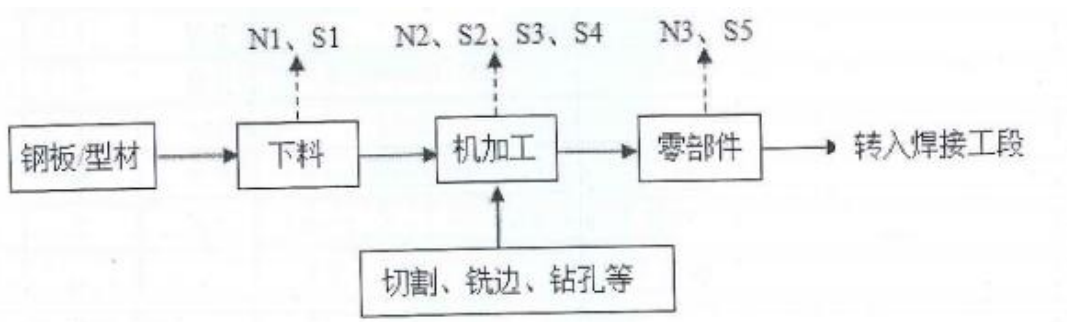 N1、S1
N2、S2、S3、S4
N3、S5
钢板/型材
下料
机加工
零部件
转入焊接工段
切割、铣边、钻孔等